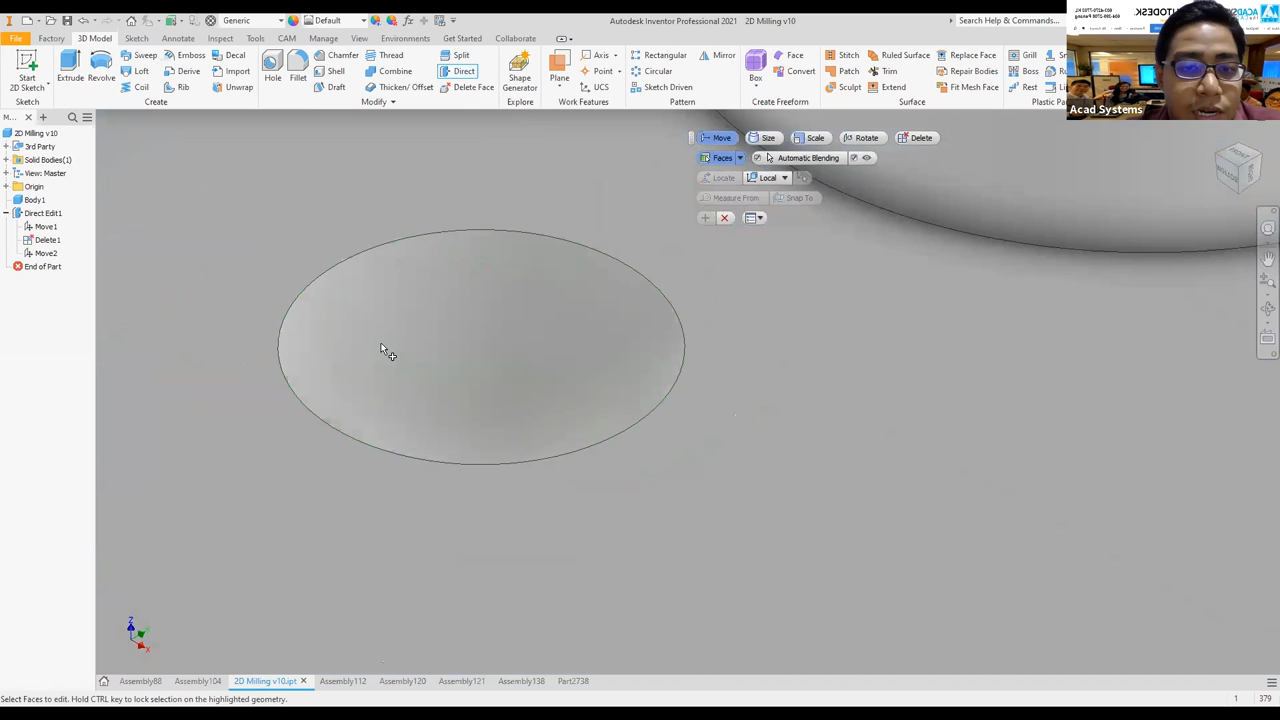 Generic
Default
Autodesk Inventor Professional 2021 2D Milling v10
Search Help & Commands...
File Factory 3D Model Sketch Annotate Inspect Tools CAM Manage View Environments Get Started Collaborate
Start
2D Sketch
Sketch
Extrude
Revolve
Sweep
Emboss
Decal
Loft
Derive
Import
Coil
Rib
Unwrap
Create
Hole
Fillet
Chamfer
Thread
Split
Shell
Combine
Direct
Draft
Thicken/ Offset
Delete Face
Modify
Shape
Generator
Explore
Plane
Axis
Point
UCS
Work Features
Rectangular
Mirror
Circular
Sketch Driven
Pattern
Box
Face
Convert
Create Freeform
Stitch
Ruled Surface
Replace Face
Patch
Trim
Repair Bodies
Sculpt
Extend
Fit Mesh Face
Surface
Grill
Boss
Rest
Plastic Pa
Acad Systems
M...
2D Milling v10
3rd Party
Solid Bodies(1)
View: Master
Origin
Body1
Direct Edit1
Move1
Delete1
Move2
End of Part
Move Size Scale Rotate Delete
Faces Automatic Blending
Locate Local
Measure From Snap To
Z
X
Assembly88 Assembly104 2D Milling v10.ipt Assembly112 Assembly120 Assembly121 Assembly138 Part2738
Select Faces to edit. Hold CTRL key to lock selection on the highlighted geometry.
1 379